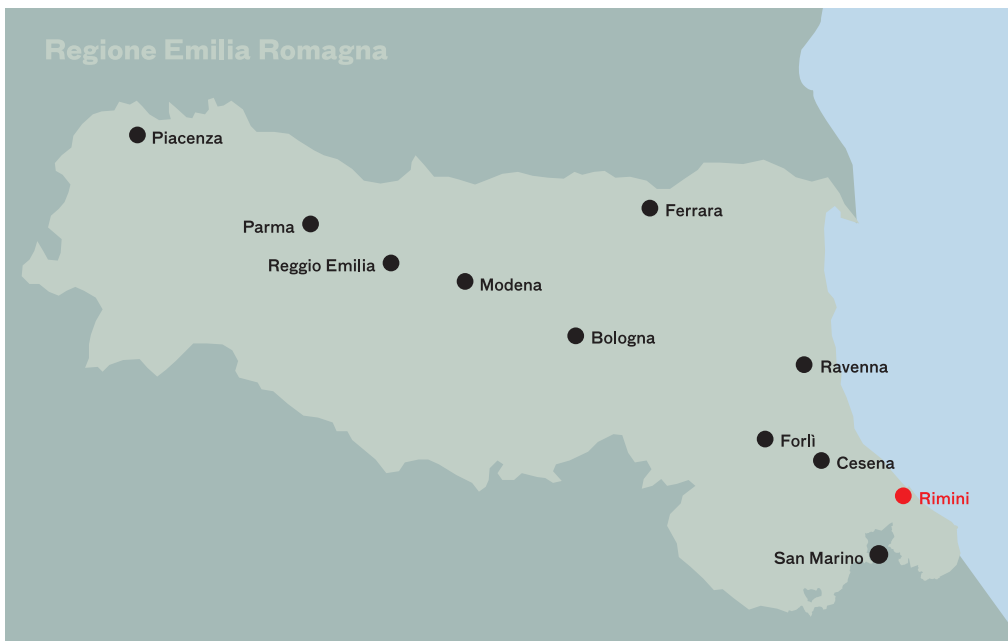 Regione Emilia Romagna
Piacenza
Ferrara
Parma
Reggio Emilia
Modena
Bologna
Ravenna
Forlì
Cesena
Rimini
San Marino